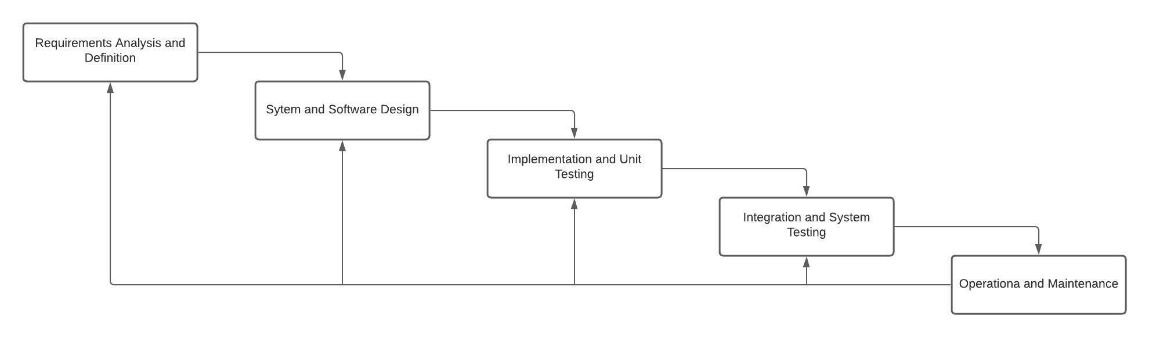 Requirements Analysis and
Definition
Sytem and Software Design
Implementation and Unit
Testing
Integration and System
Testing
Operationa and Maintenance